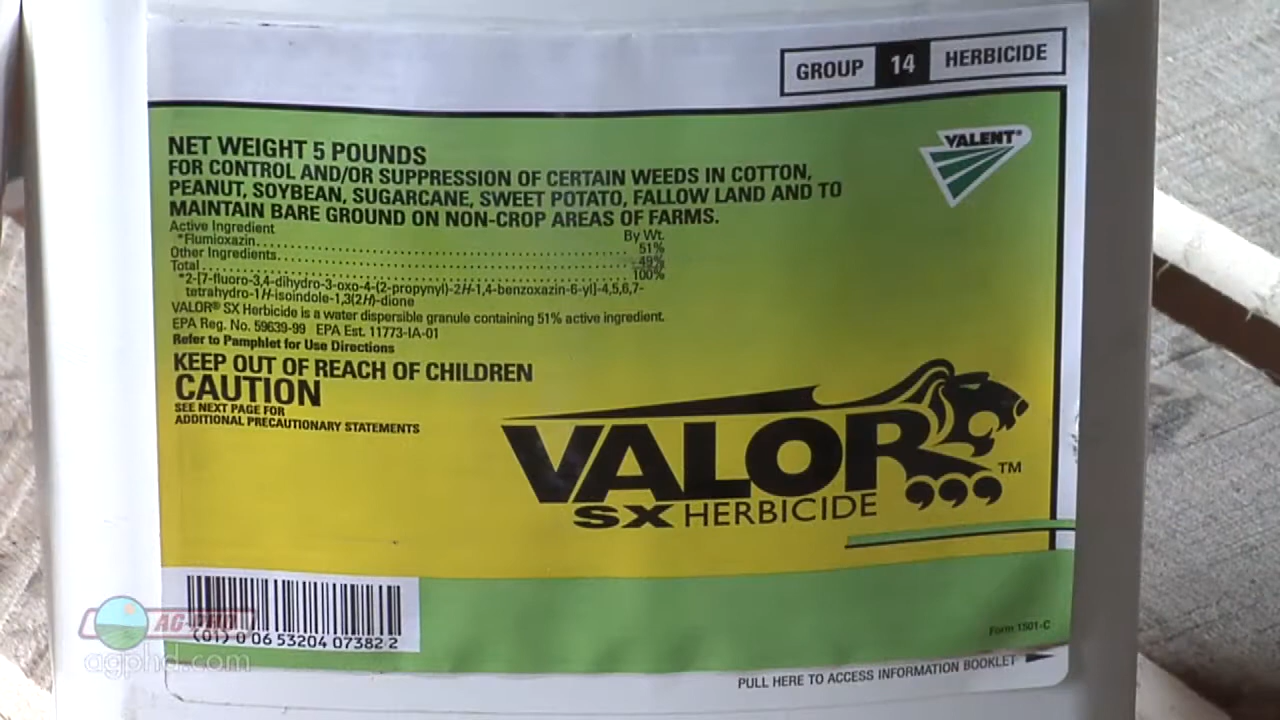 GROUP 14 HERBICIDE
VALENT®
NET WEIGHT 5 POUNDS
FOR CONTROL AND/OR SUPPRESSION OF CERTAIN WEEDS IN COTTON,
PEANUT, SOYBEAN, SUGARCANE, SWEET POTATO, FALLOW LAND AND TO
MAINTAIN BARE GROUND ON NON-CROP AREAS OF FARMS.
Active Ingredient By Wt.
*Flumioxazin 51%
Other Ingredients 49%
Total 100%
*2-[7-fluoro-3,4-dihydro-3-oxo-4-(2-propynyl)-2H-1,4-benzoxazin-6-yl]-4,5,6,7-
tetrahydro-1H-isoindole-1,3(2H)-dione
VALOR® SX Herbicide is a water dispersible granule containing 51% active ingredient.
EPA Reg. No. 59639-99 EPA Est. 11773-IA-01
Refer to Pamphlet for Use Directions
KEEP OUT OF REACH OF CHILDREN
CAUTION
SEE NEXT PAGE FOR
ADDITIONAL PRECAUTIONARY STATEMENTS
VALOR™
SX HERBICIDE
(01) 0 06 53204 07382 2
AG PHD
agphd.com
Form 1501-C
PULL HERE TO ACCESS INFORMATION BOOKLET